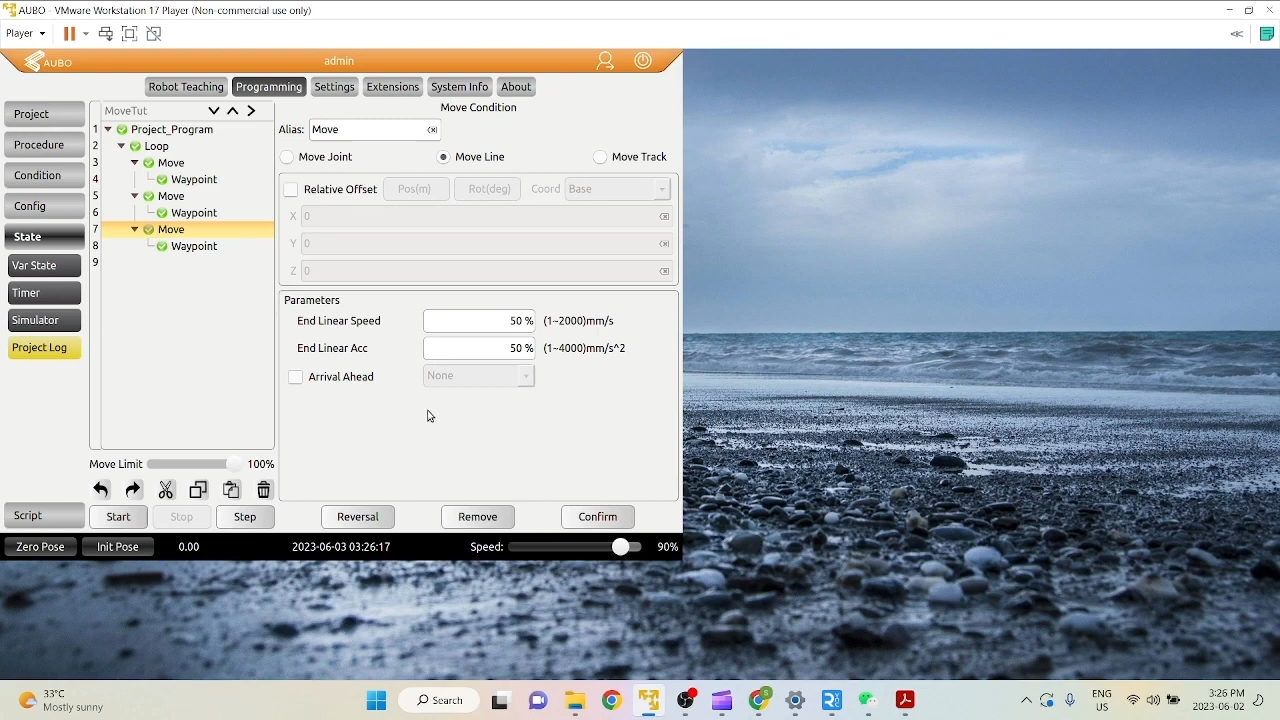 AUBO - VMware Workstation 17 Player (Non-commercial use only)
Player
AUBO
admin
Robot Teaching
Programming
Settings
Extensions
System Info
About
Project
Procedure
Condition
Config
State
Var State
Timer
Simulator
Project Log
Script
MoveTut
1 Project_Program
2 Loop
3 Move
4 Waypoint
5 Move
6 Waypoint
7 Move
8 Waypoint
9
Move Limit 100%
Start
Stop
Step
Move Condition
Alias: Move
Move Joint
Move Line
Move Track
Relative Offset Pos(m) Rot(deg) Coord Base
X 0
Y 0
Z 0
Parameters
End Linear Speed 50 % (1~2000)mm/s
End Linear Acc 50 % (1~4000)mm/s^2
Arrival Ahead None
Reversal
Remove
Confirm
Zero Pose
Init Pose
0.00
2023-06-03 03:26:17
Speed: 90%
33°C
Mostly sunny
Search
ENG
US
3:26 PM
2023-06-02